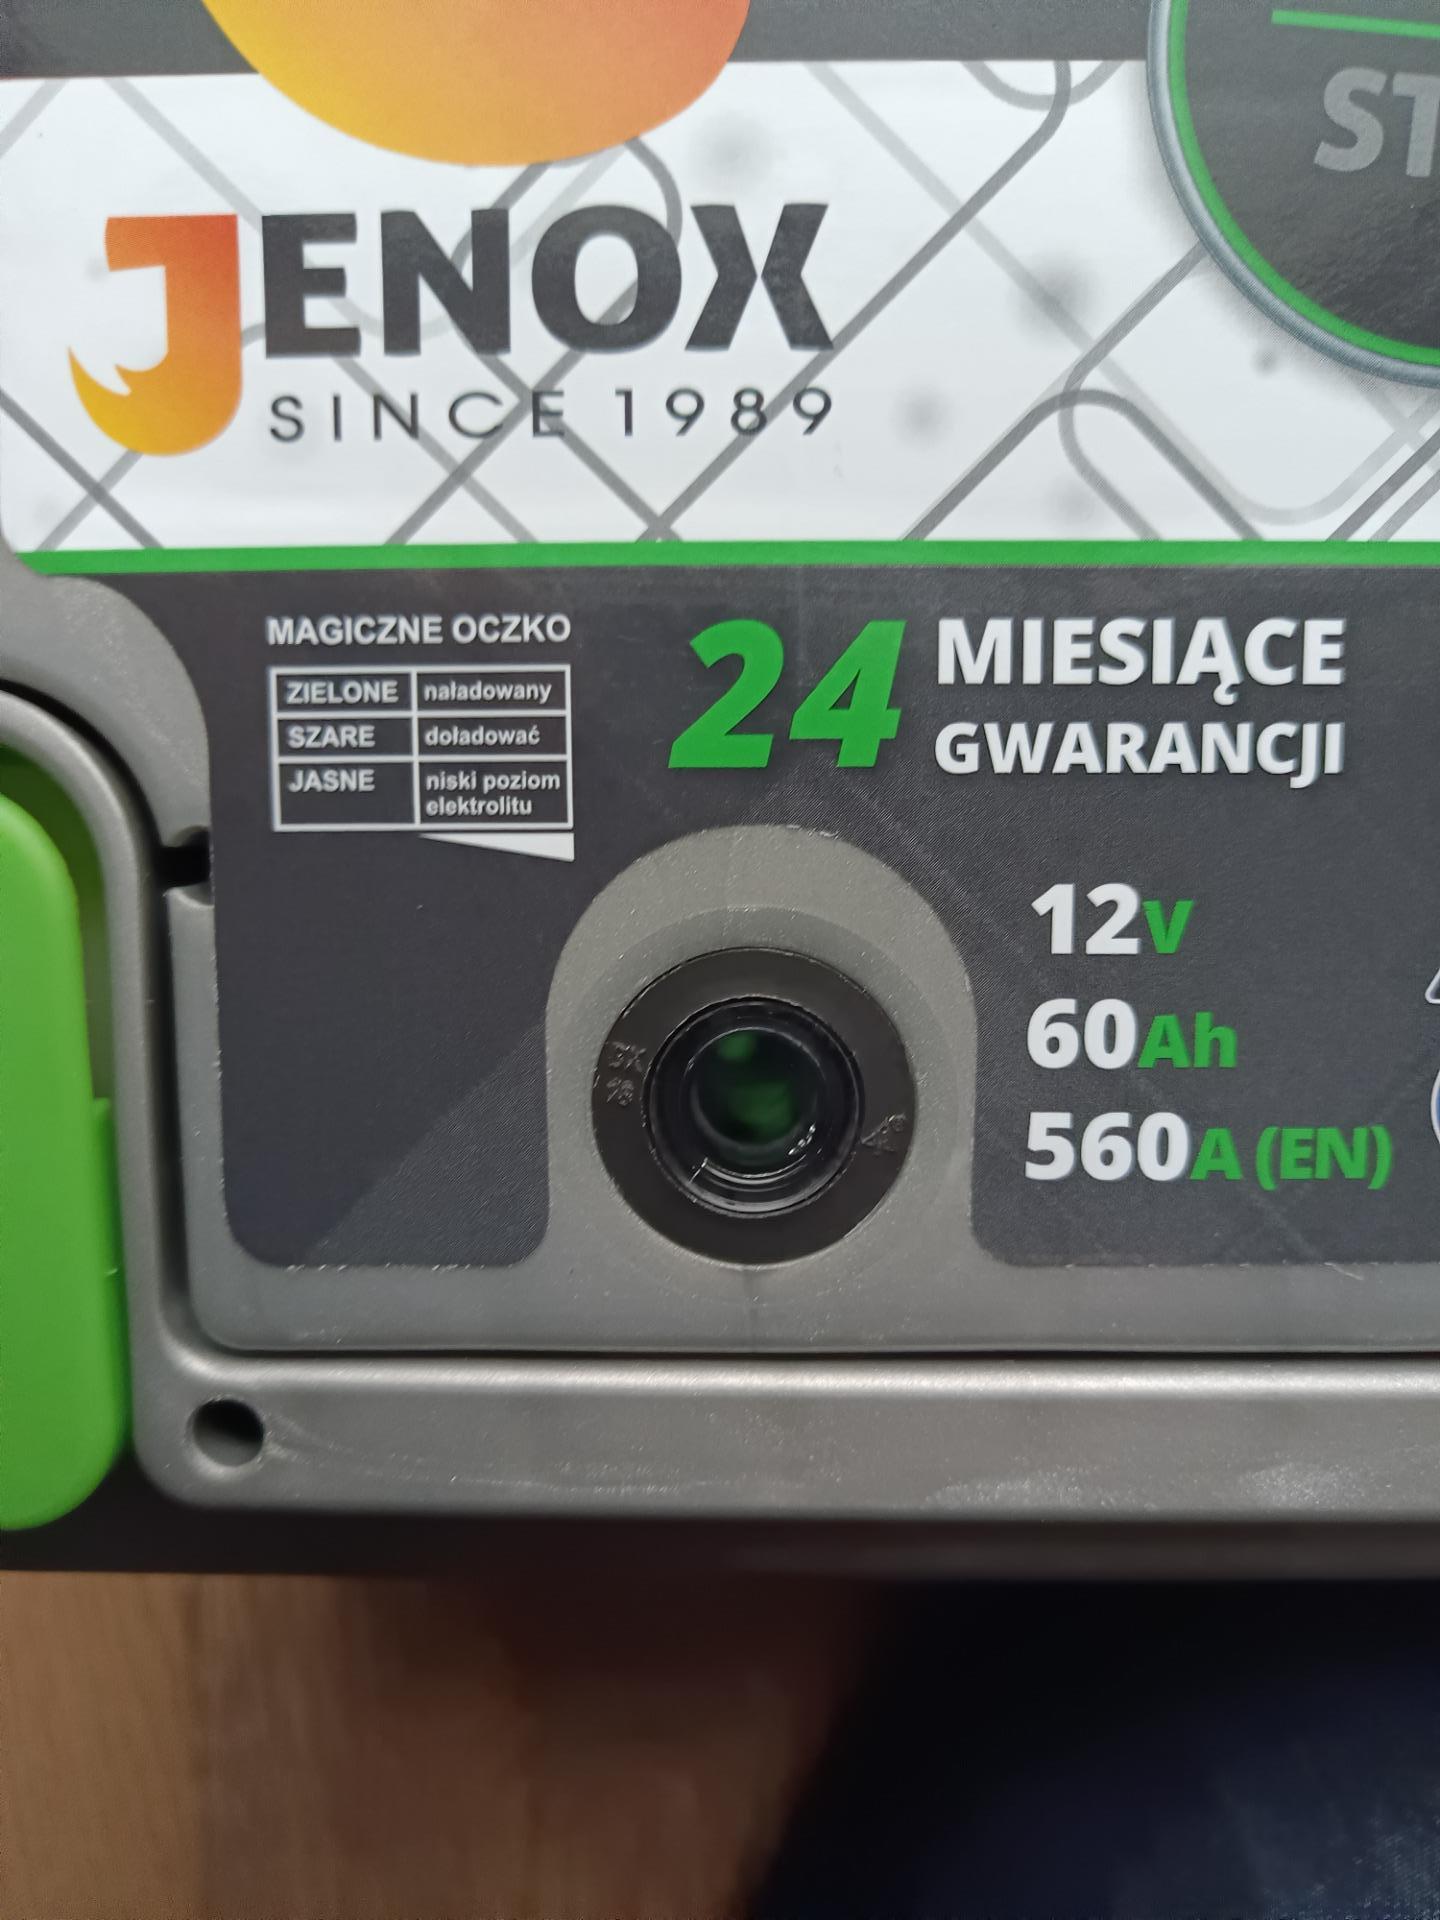 ST
JENOX
SINCE 1989
MAGICZNE OCZKO
ZIELONE naładowany
SZARE doładować
JASNE niski poziom
elektrolitu
24 MIESIĄCE
GWARANCJI
12V
60Ah
560A (EN)